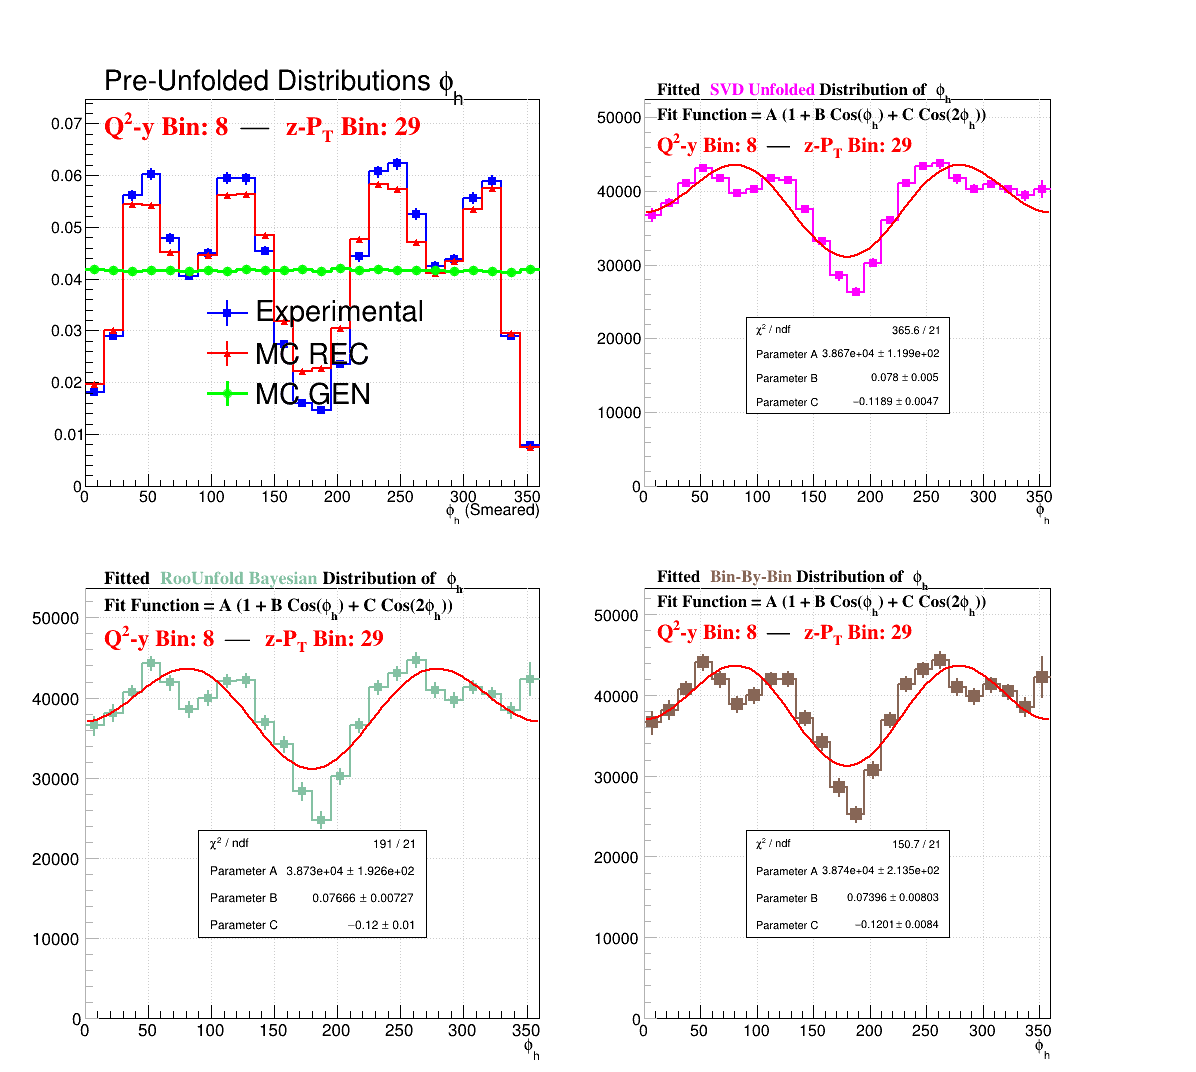 Pre-Unfolded Distributions ϕh
Q²-y Bin: 8 — z-PT Bin: 29
0.07
0.06
0.05
0.04
0.03
0.02
0.01
0
Experimental
MC REC
MC GEN
0 50 100 150 200 250 300 350
ϕh (Smeared)
Fitted SVD Unfolded Distribution of ϕh
Fit Function = A (1 + B Cos(ϕh) + C Cos(2ϕh))
Q²-y Bin: 8 — z-PT Bin: 29
50000
40000
30000
20000
10000
0
χ² / ndf 365.6 / 21
Parameter A 3.867e+04 ± 1.199e+02
Parameter B 0.078 ± 0.005
Parameter C −0.1189 ± 0.0047
0 50 100 150 200 250 300 350
ϕh
Fitted RooUnfold Bayesian Distribution of ϕh
Fit Function = A (1 + B Cos(ϕh) + C Cos(2ϕh))
Q²-y Bin: 8 — z-PT Bin: 29
50000
40000
30000
20000
10000
0
χ² / ndf 191 / 21
Parameter A 3.873e+04 ± 1.926e+02
Parameter B 0.07666 ± 0.00727
Parameter C −0.12 ± 0.01
0 50 100 150 200 250 300 350
ϕh
Fitted Bin-By-Bin Distribution of ϕh
Fit Function = A (1 + B Cos(ϕh) + C Cos(2ϕh))
Q²-y Bin: 8 — z-PT Bin: 29
50000
40000
30000
20000
10000
0
χ² / ndf 150.7 / 21
Parameter A 3.874e+04 ± 2.135e+02
Parameter B 0.07396 ± 0.00803
Parameter C −0.1201 ± 0.0084
0 50 100 150 200 250 300 350
ϕh